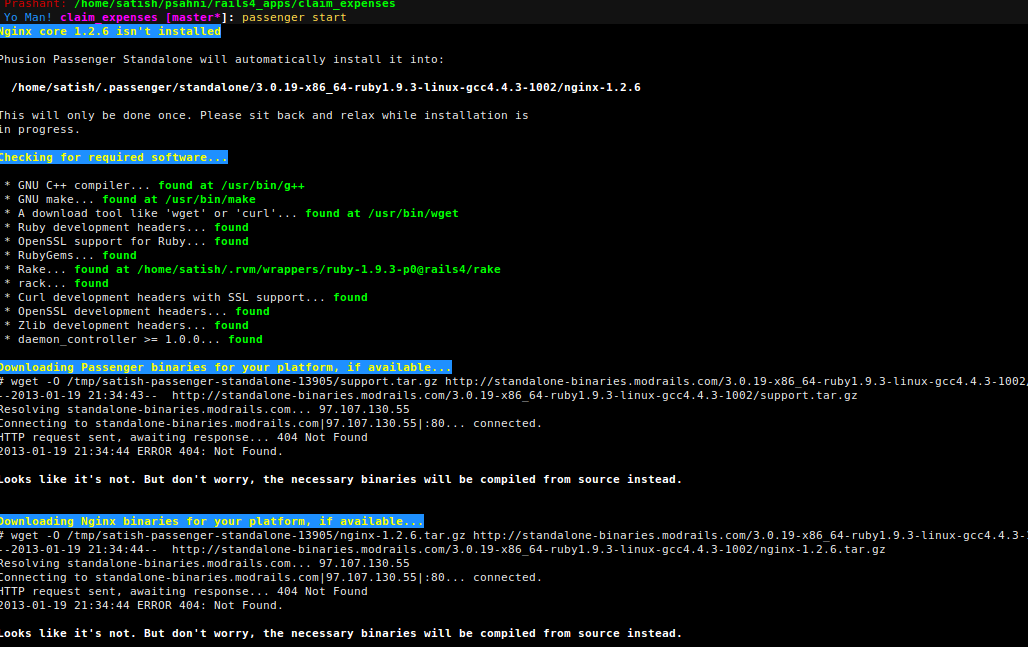 Prashant: /home/satish/psahni/rails4_apps/claim_expenses
Yo Man! claim_expenses [master*]: passenger start
Nginx core 1.2.6 isn't installed
Phusion Passenger Standalone will automatically install it into:
/home/satish/.passenger/standalone/3.0.19-x86_64-ruby1.9.3-linux-gcc4.4.3-1002/nginx-1.2.6
This will only be done once. Please sit back and relax while installation is
in progress.
Checking for required software...
* GNU C++ compiler... found at /usr/bin/g++
* GNU make... found at /usr/bin/make
* A download tool like 'wget' or 'curl'... found at /usr/bin/wget
* Ruby development headers... found
* OpenSSL support for Ruby... found
* RubyGems... found
* Rake... found at /home/satish/.rvm/wrappers/ruby-1.9.3-p0@rails4/rake
* rack... found
* Curl development headers with SSL support... found
* OpenSSL development headers... found
* Zlib development headers... found
* daemon_controller >= 1.0.0... found
Downloading Passenger binaries for your platform, if available...
# wget -O /tmp/satish-passenger-standalone-13905/support.tar.gz http://standalone-binaries.modrails.com/3.0.19-x86_64-ruby1.9.3-linux-gcc4.4.3-1002/
--2013-01-19 21:34:43-- http://standalone-binaries.modrails.com/3.0.19-x86_64-ruby1.9.3-linux-gcc4.4.3-1002/support.tar.gz
Resolving standalone-binaries.modrails.com... 97.107.130.55
Connecting to standalone-binaries.modrails.com|97.107.130.55|:80... connected.
HTTP request sent, awaiting response... 404 Not Found
2013-01-19 21:34:44 ERROR 404: Not Found.
Looks like it's not. But don't worry, the necessary binaries will be compiled from source instead.
Downloading Nginx binaries for your platform, if available...
# wget -O /tmp/satish-passenger-standalone-13905/nginx-1.2.6.tar.gz http://standalone-binaries.modrails.com/3.0.19-x86_64-ruby1.9.3-linux-gcc4.4.3-1
--2013-01-19 21:34:44-- http://standalone-binaries.modrails.com/3.0.19-x86_64-ruby1.9.3-linux-gcc4.4.3-1002/nginx-1.2.6.tar.gz
Resolving standalone-binaries.modrails.com... 97.107.130.55
Connecting to standalone-binaries.modrails.com|97.107.130.55|:80... connected.
HTTP request sent, awaiting response... 404 Not Found
2013-01-19 21:34:44 ERROR 404: Not Found.
Looks like it's not. But don't worry, the necessary binaries will be compiled from source instead.